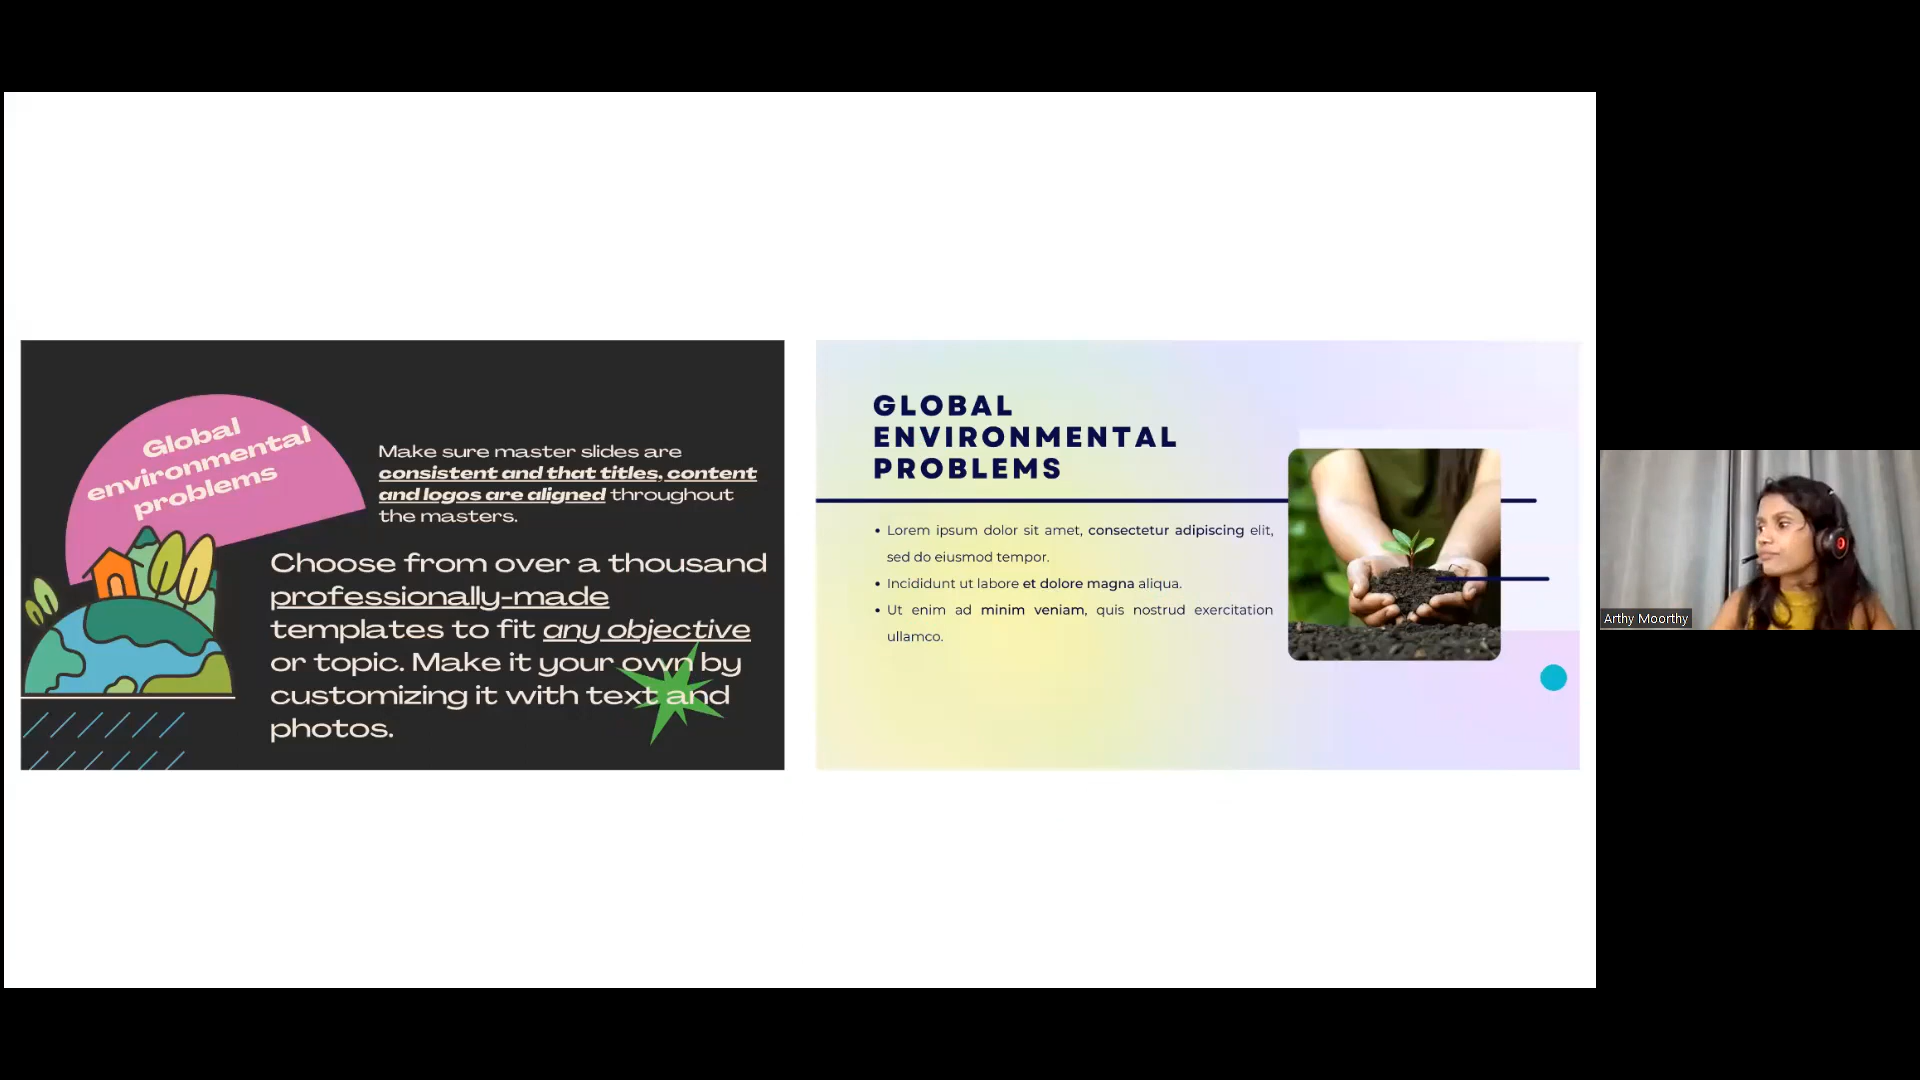 Global
environmental
problems
Make sure master slides are
consistent and that titles, content
and logos are aligned throughout
the masters.
Choose from over a thousand
professionally-made
templates to fit any objective
or topic. Make it your own by
customizing it with text and
photos.
GLOBAL
ENVIRONMENTAL
PROBLEMS
• Lorem ipsum dolor sit amet, consectetur adipiscing elit,
sed do eiusmod tempor.
• Incididunt ut labore et dolore magna aliqua.
• Ut enim ad minim veniam, quis nostrud exercitation
ullamco.
Arthy Moorthy